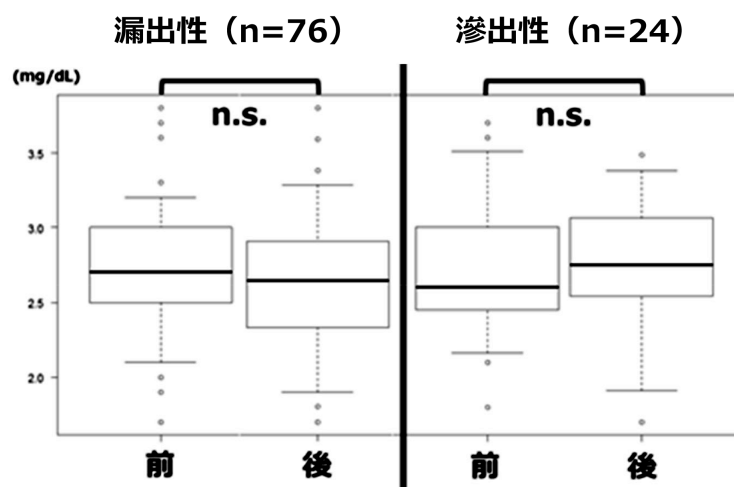 漏出性（n=76）
滲出性（n=24）
(mg/dL)
n.s.
n.s.
3.5
3.0
2.5
2.0
前
後
前
後